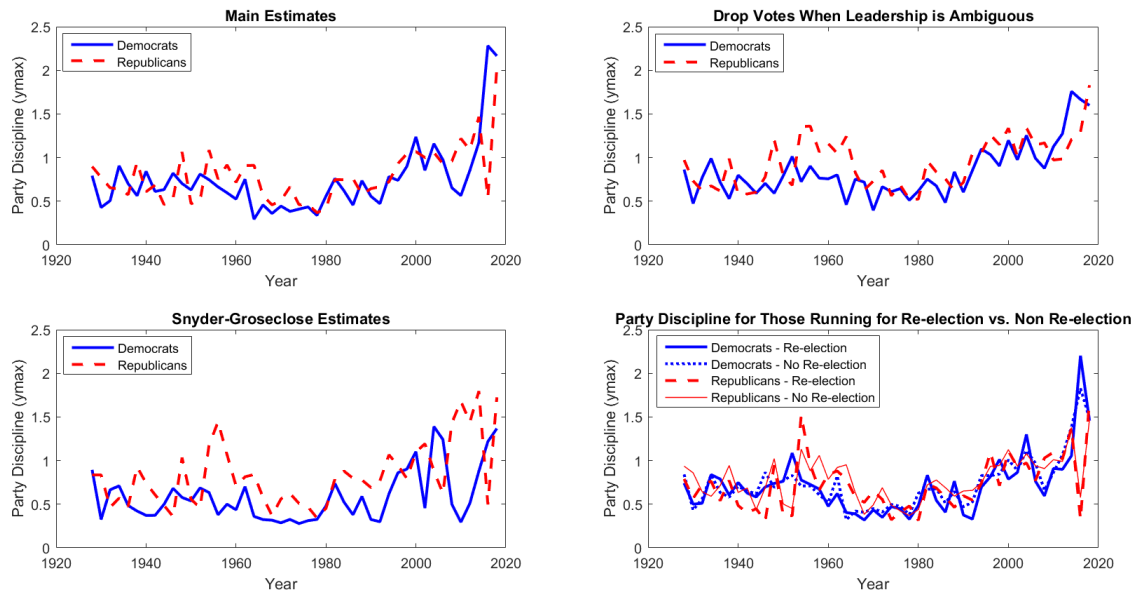 Main Estimates
2.5
2
1.5
1
0.5
0
Party Discipline (ymax)
Democrats
Republicans
1920 1940 1960 1980 2000 2020
Year
Drop Votes When Leadership is Ambiguous
2.5
2
1.5
1
0.5
0
Party Discipline (ymax)
Democrats
Republicans
1920 1940 1960 1980 2000 2020
Year
Snyder-Groseclose Estimates
2.5
2
1.5
1
0.5
0
Party Discipline (ymax)
Democrats
Republicans
1920 1940 1960 1980 2000 2020
Year
Party Discipline for Those Running for Re-election vs. Non Re-election
2.5
2
1.5
1
0.5
0
Party Discipline (ymax)
Democrats - Re-election
Democrats - No Re-election
Republicans - Re-election
Republicans - No Re-election
1920 1940 1960 1980 2000 2020
Year